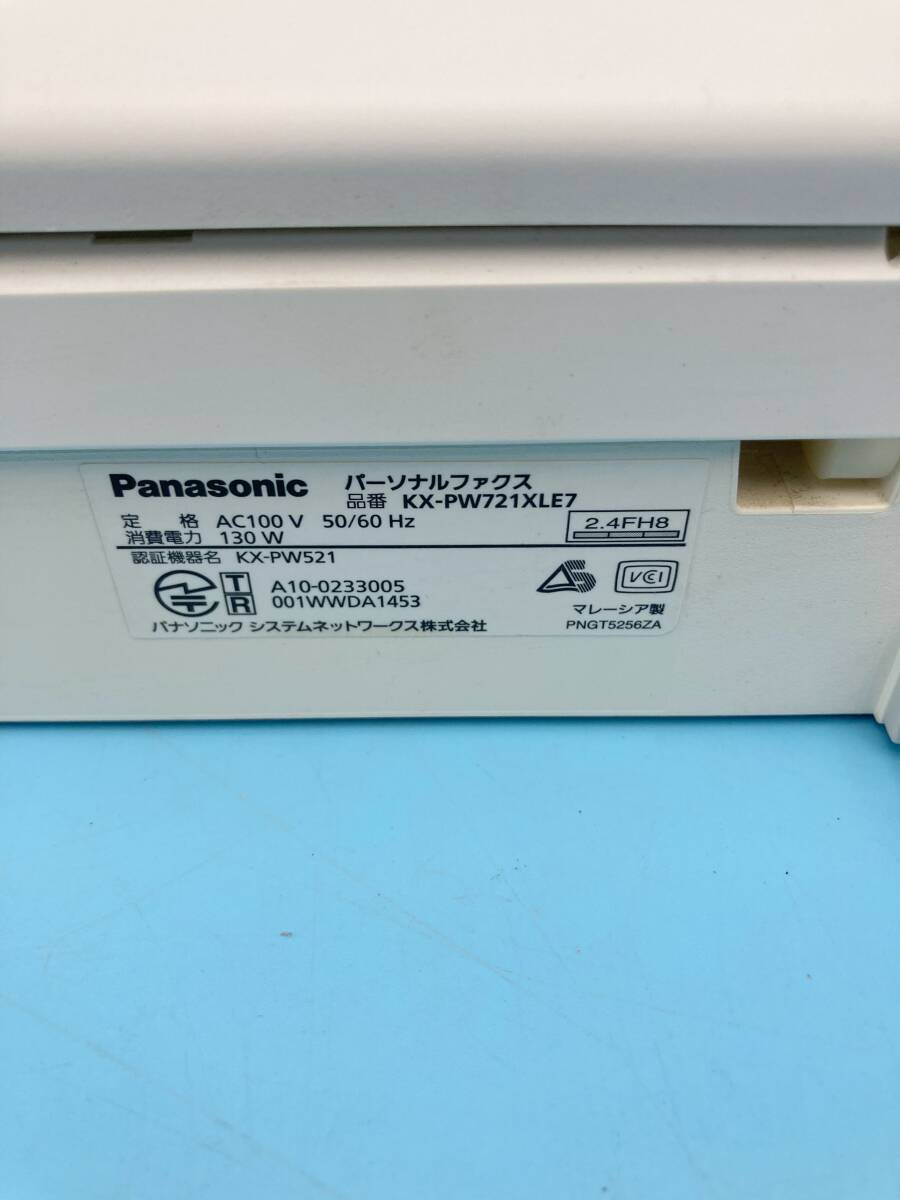 Panasonic パーソナルファクス
品番 KX-PW721XLE7
定 格 AC100 V 50/60 Hz
消費電力 130 W
2.4FH8
認証機器名 KX-PW521
T A10-0233005
R 001WWDA1453
VCI
マレーシア製
パナソニック システムネットワークス株式会社
PNGT5256ZA